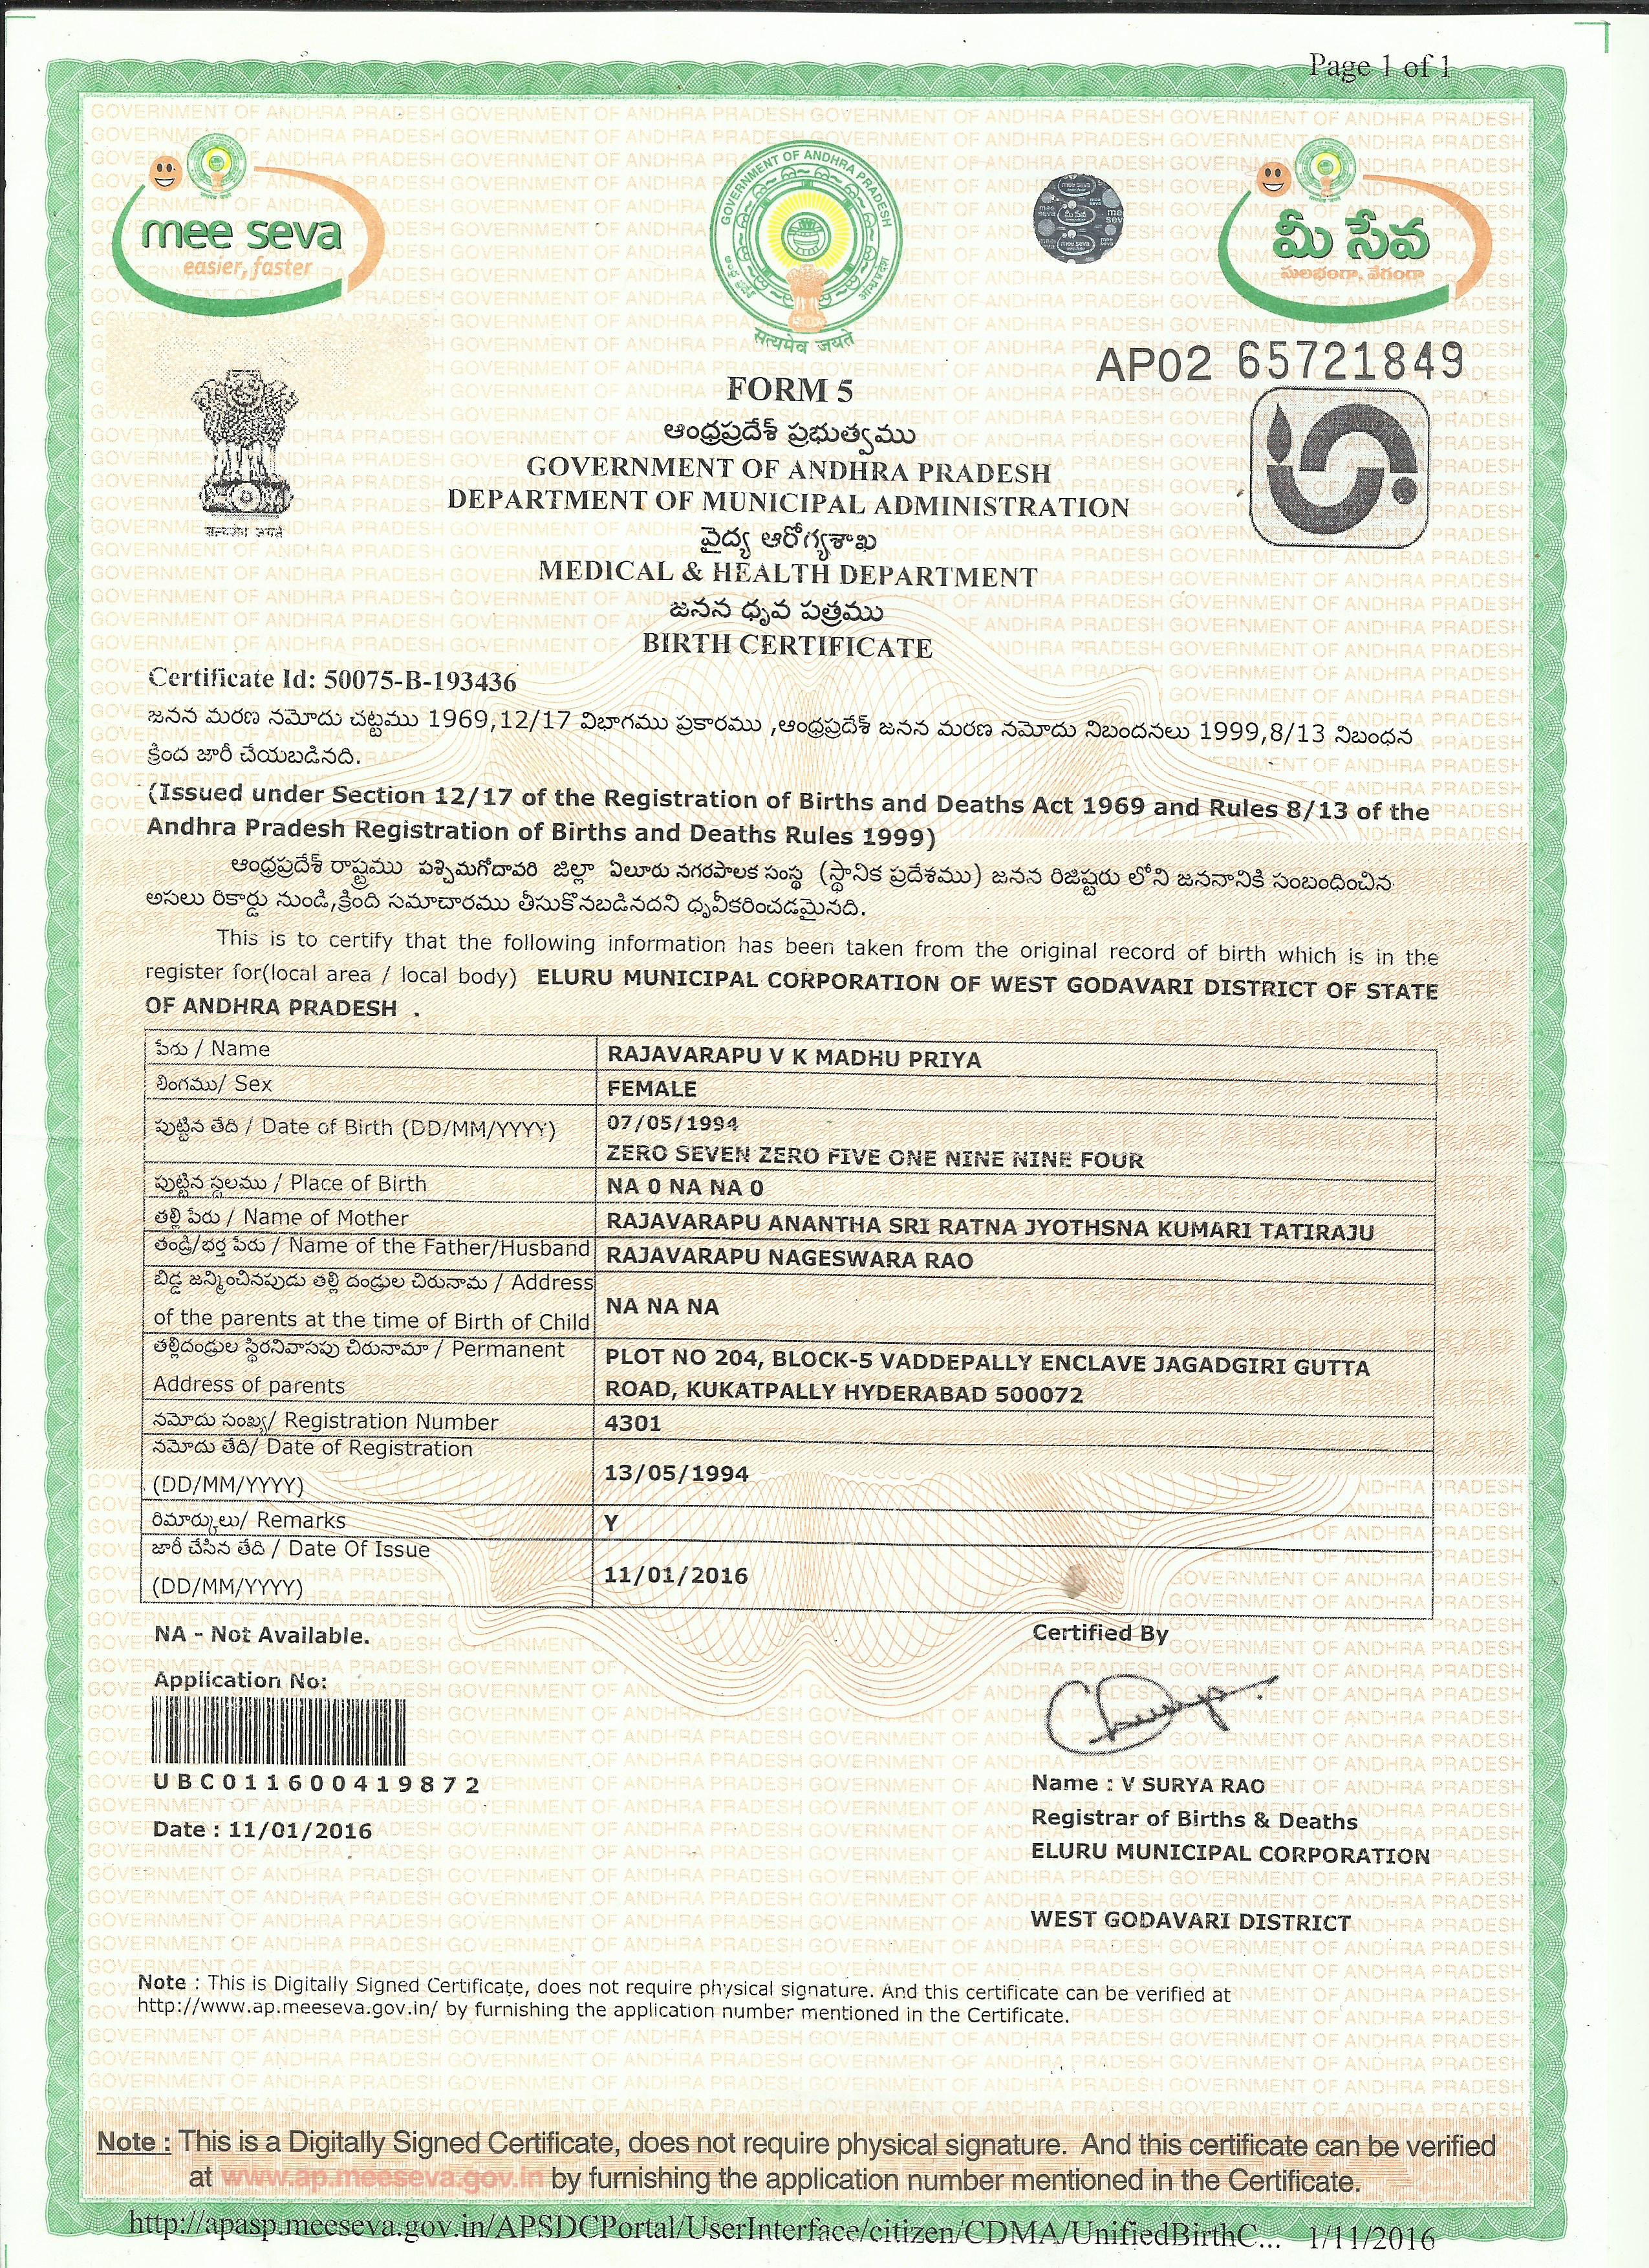 Page 1 of 1
mee seva
easier, faster
GOVERNMENT OF ANDHRA PRADESH
सत्यमेव जयते
మీ సేవ
సులభంగా, వేగంగా
AP02 65721849
सत्यमेव जयते
FORM 5
ఆంధ్రప్రదేశ్ ప్రభుత్వము
GOVERNMENT OF ANDHRA PRADESH
DEPARTMENT OF MUNICIPAL ADMINISTRATION
వైద్య ఆరోగ్యశాఖ
MEDICAL & HEALTH DEPARTMENT
జనన ధృవ పత్రము
BIRTH CERTIFICATE
Certificate Id: 50075-B-193436
జనన మరణ నమోదు చట్టము 1969,12/17 విభాగము ప్రకారము ,ఆంధ్రప్రదేశ్ జనన మరణ నమోదు నిబందనలు 1999,8/13 నిబంధన
క్రింద జారీ చేయబడినది.
(Issued under Section 12/17 of the Registration of Births and Deaths Act 1969 and Rules 8/13 of the
Andhra Pradesh Registration of Births and Deaths Rules 1999)
ఆంధ్రప్రదేశ్ రాష్ట్రము పశ్చిమగోదావరి జిల్లా ఏలూరు నగరపాలక సంస్థ (స్థానిక ప్రదేశము) జనన రిజిష్టరు లోని జననానికి సంబంధించిన
అసలు రికార్డు నుండి,క్రింది సమాచారము తీసుకొనబడినదని ధృవీకరించడమైనది.
This is to certify that the following information has been taken from the original record of birth which is in the
register for(local area / local body) ELURU MUNICIPAL CORPORATION OF WEST GODAVARI DISTRICT OF STATE
OF ANDHRA PRADESH .
పేరు / Name RAJAVARAPU V K MADHU PRIYA
లింగము/ Sex FEMALE
పుట్టిన తేది / Date of Birth (DD/MM/YYYY) 07/05/1994
ZERO SEVEN ZERO FIVE ONE NINE NINE FOUR
పుట్టిన స్థలము / Place of Birth NA 0 NA NA 0
తల్లి పేరు / Name of Mother RAJAVARAPU ANANTHA SRI RATNA JYOTHSNA KUMARI TATIRAJU
తండ్రి/భర్త పేరు / Name of the Father/Husband RAJAVARAPU NAGESWARA RAO
బిడ్డ జన్మించినపుడు తల్లి దండ్రుల చిరునామ / Address
of the parents at the time of Birth of Child NA NA NA
తల్లిదండ్రుల స్థిరనివాసపు చిరునామా / Permanent PLOT NO 204, BLOCK-5 VADDEPALLY ENCLAVE JAGADGIRI GUTTA
Address of parents ROAD, KUKATPALLY HYDERABAD 500072
నమోదు సంఖ్య/ Registration Number 4301
నమోదు తేది/ Date of Registration
(DD/MM/YYYY) 13/05/1994
రిమార్కులు/ Remarks Y
జారీ చేసిన తేది / Date Of Issue
(DD/MM/YYYY) 11/01/2016
NA - Not Available.
Certified By
Application No:
UBC011600419872
Name : V SURYA RAO
Registrar of Births & Deaths
Date : 11/01/2016
ELURU MUNICIPAL CORPORATION
WEST GODAVARI DISTRICT
Note : This is Digitally Signed Certificate, does not require physical signature. And this certificate can be verified at
http://www.ap.meeseva.gov.in/ by furnishing the application number mentioned in the Certificate.
Note : This is a Digitally Signed Certificate, does not require physical signature. And this certificate can be verified
at www.ap.meeseva.gov.in by furnishing the application number mentioned in the Certificate.
http://apasp.meeseva.gov.in/APSDCPortal/UserInterface/citizen/CDMA/UnifiedBirthC... 1/11/2016